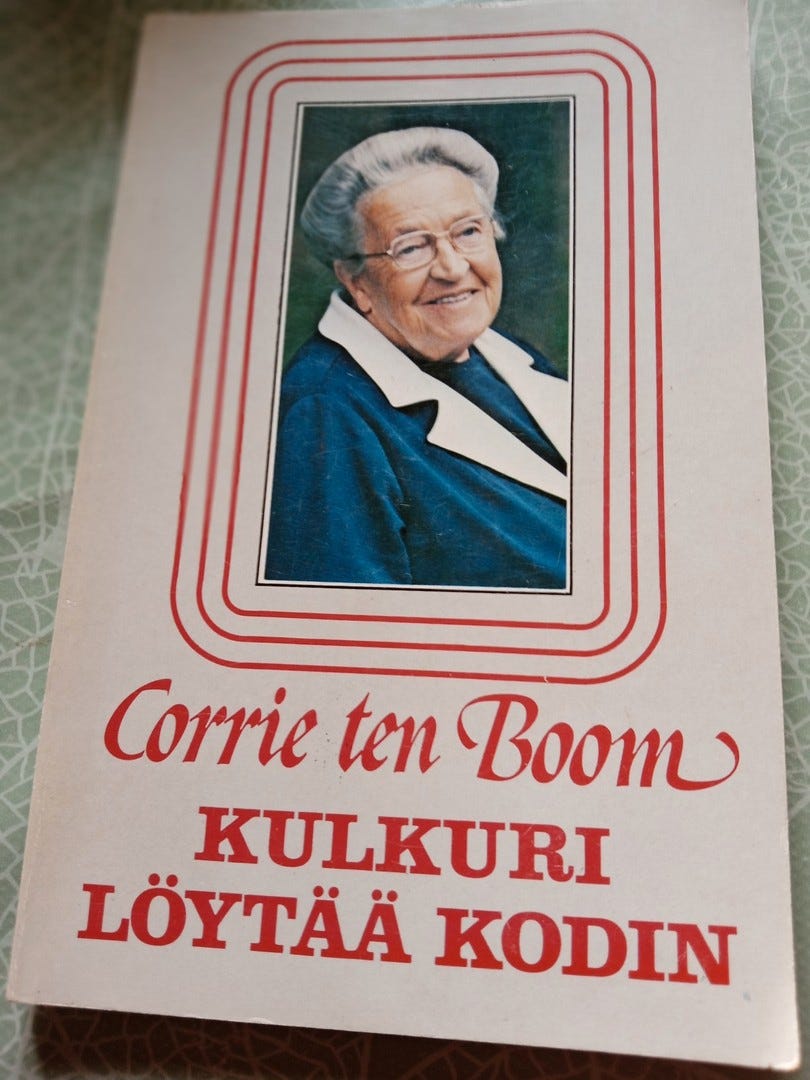 Corrie ten Boom
KULKURI
LÖYTÄÄ KODIN